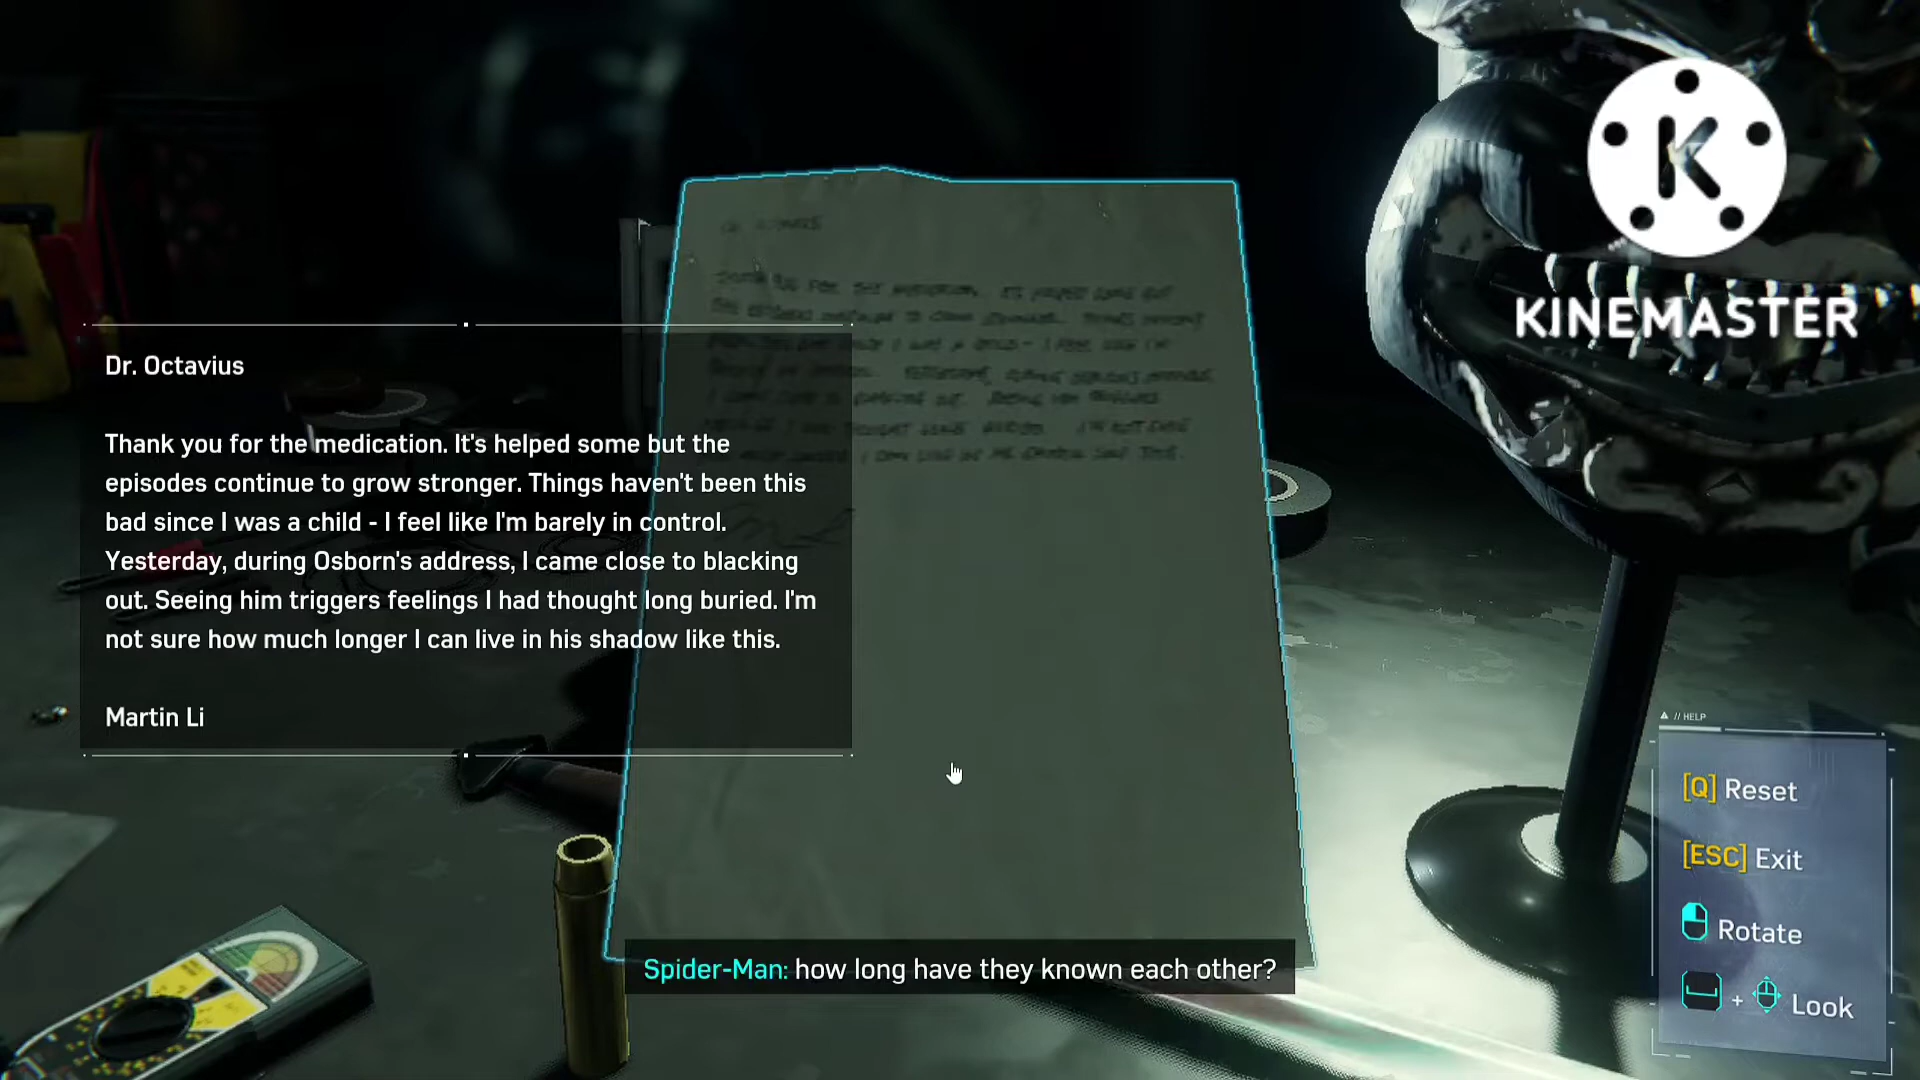 K
KINEMASTER
Dr. Octavius
Thank you for the medication. It's helped some but the
episodes continue to grow stronger. Things haven't been this
bad since I was a child - I feel like I'm barely in control.
Yesterday, during Osborn's address, I came close to blacking
out. Seeing him triggers feelings I had thought long buried. I'm
not sure how much longer I can live in his shadow like this.
Martin Li
// HELP
[Q] Reset
[ESC] Exit
Rotate
+ Look
Spider-Man: how long have they known each other?